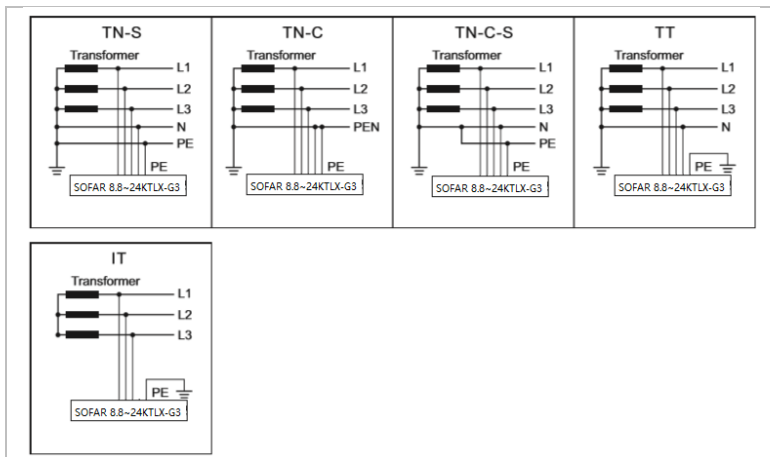 TN-S
Transformer
L1
L2
L3
N
PE
PE
SOFAR 8.8~24KTLX-G3
TN-C
Transformer
L1
L2
L3
PEN
PE
SOFAR 8.8~24KTLX-G3
TN-C-S
Transformer
L1
L2
L3
N
PE
PE
SOFAR 8.8~24KTLX-G3
TT
Transformer
L1
L2
L3
N
PE
SOFAR 8.8~24KTLX-G3
IT
Transformer
L1
L2
L3
PE
SOFAR 8.8~24KTLX-G3